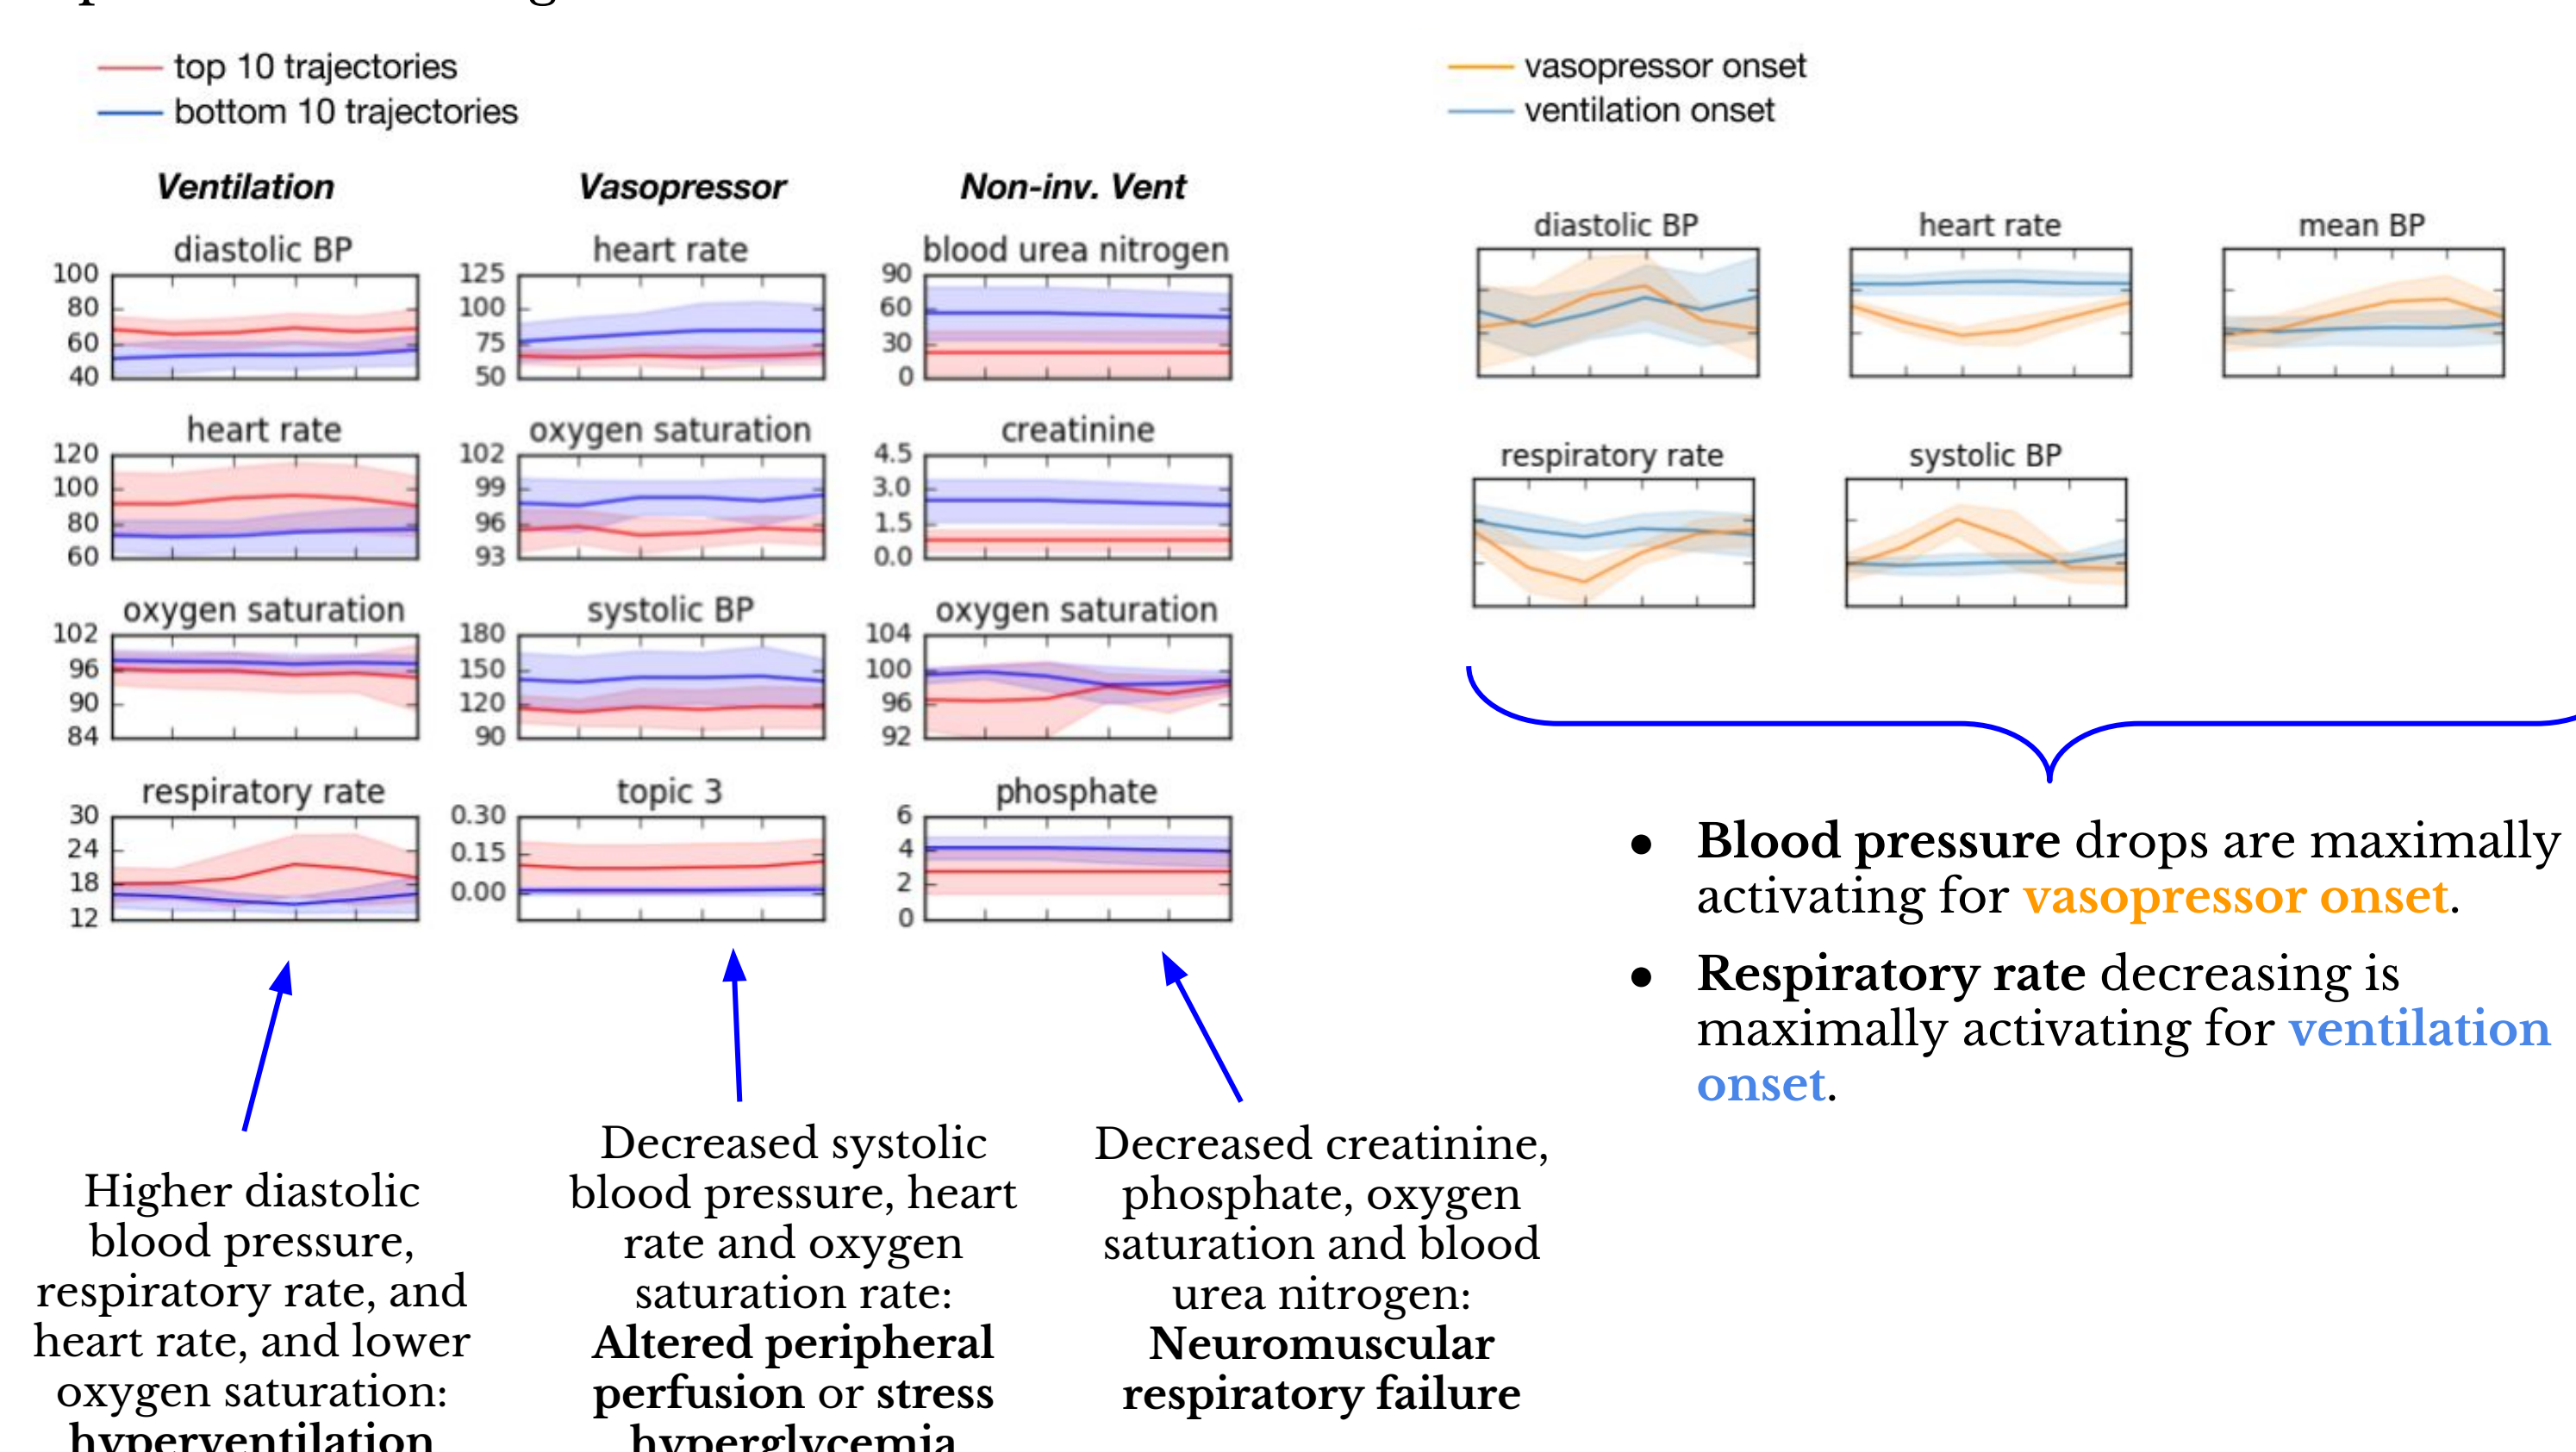 top 10 trajectories
bottom 10 trajectories
Ventilation
diastolic BP
100
80
60
40
heart rate
120
100
80
60
oxygen saturation
102
96
90
84
respiratory rate
30
24
18
12
Vasopressor
heart rate
125
100
75
50
oxygen saturation
102
99
96
93
systolic BP
180
150
120
90
topic 3
0.30
0.15
0.00
Non-inv. Vent
blood urea nitrogen
90
60
30
0
creatinine
4.5
3.0
1.5
0.0
oxygen saturation
104
100
96
92
phosphate
6
4
2
0
Higher diastolic
blood pressure,
respiratory rate, and
heart rate, and lower
oxygen saturation:
hyperventilation
Decreased systolic
blood pressure, heart
rate and oxygen
saturation rate:
Altered peripheral
perfusion or stress
hyperglycemia
Decreased creatinine,
phosphate, oxygen
saturation and blood
urea nitrogen:
Neuromuscular
respiratory failure
vasopressor onset
ventilation onset
diastolic BP
heart rate
mean BP
respiratory rate
systolic BP
● Blood pressure drops are maximally
activating for vasopressor onset.
● Respiratory rate decreasing is
maximally activating for ventilation
onset.